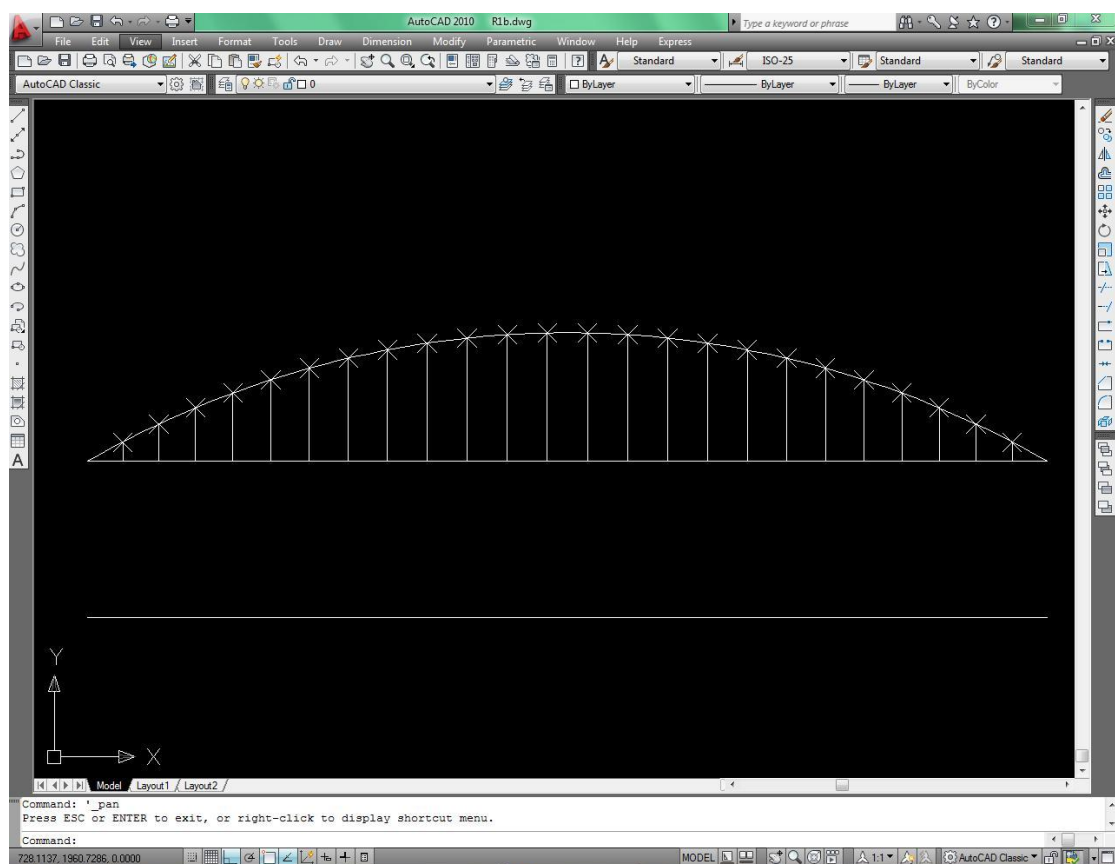 AutoCAD 2010 R1b.dwg
Type a keyword or phrase
File Edit View Insert Format Tools Draw Dimension Modify Parametric Window Help Express
Standard ISO-25 Standard Standard
AutoCAD Classic 0 ByLayer ByLayer ByLayer ByColor
A
Y
X
Model Layout1 Layout2
Command: '_pan
Press ESC or ENTER to exit, or right-click to display shortcut menu.
Command:
728.1137, 1960.7286, 0.0000 MODEL 1:1 AutoCAD Classic